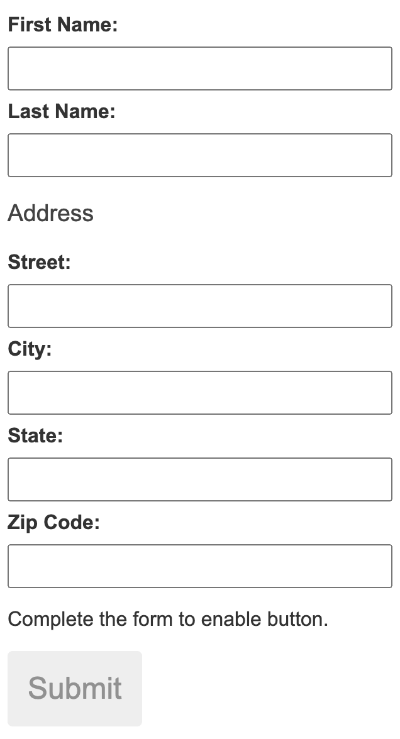 First Name:
Last Name:
Address
Street:
City:
State:
Zip Code:
Complete the form to enable button.
Submit